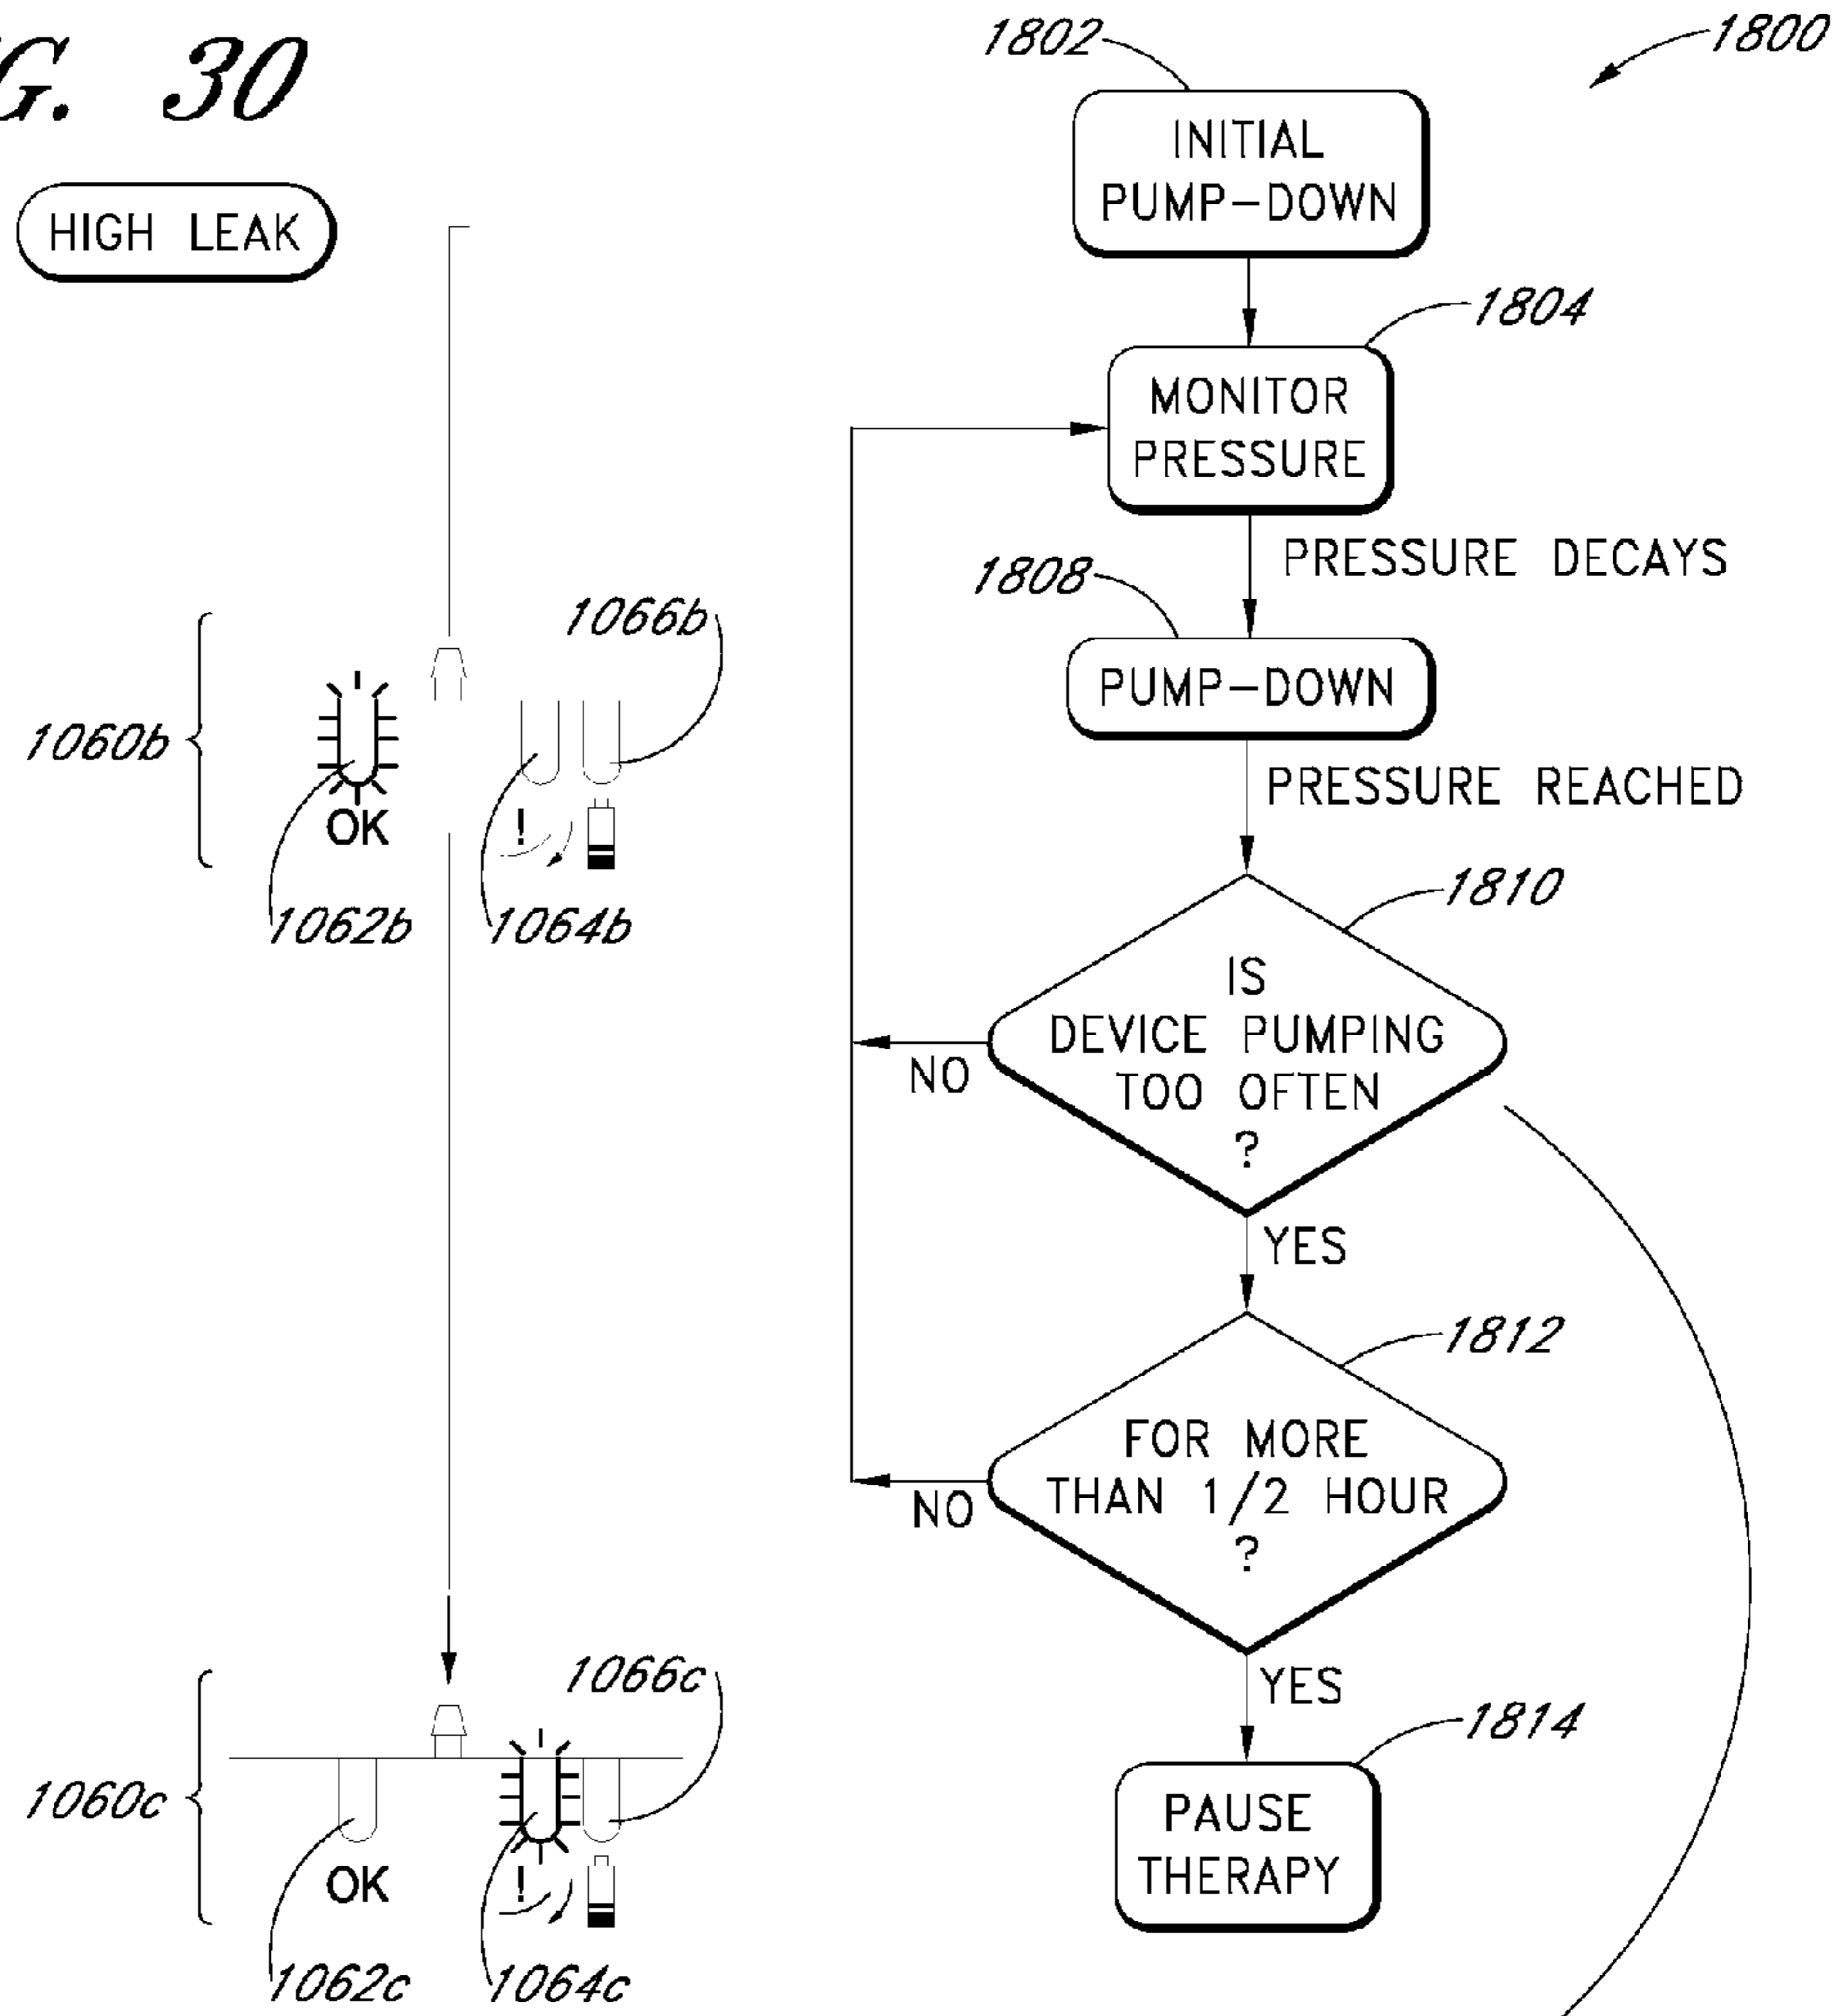 G. 30
HIGH LEAK
1802
1800
INITIAL
PUMP-DOWN
1804
MONITOR
PRESSURE
PRESSURE DECAYS
1808
PUMP-DOWN
PRESSURE REACHED
1066b
1060b
OK
!
1062b
1064b
1810
IS
DEVICE PUMPING
TOO OFTEN
?
NO
YES
1812
FOR MORE
THAN 1/2 HOUR
?
NO
YES
1814
PAUSE
THERAPY
1066c
1060c
OK
!
1062c
1064c